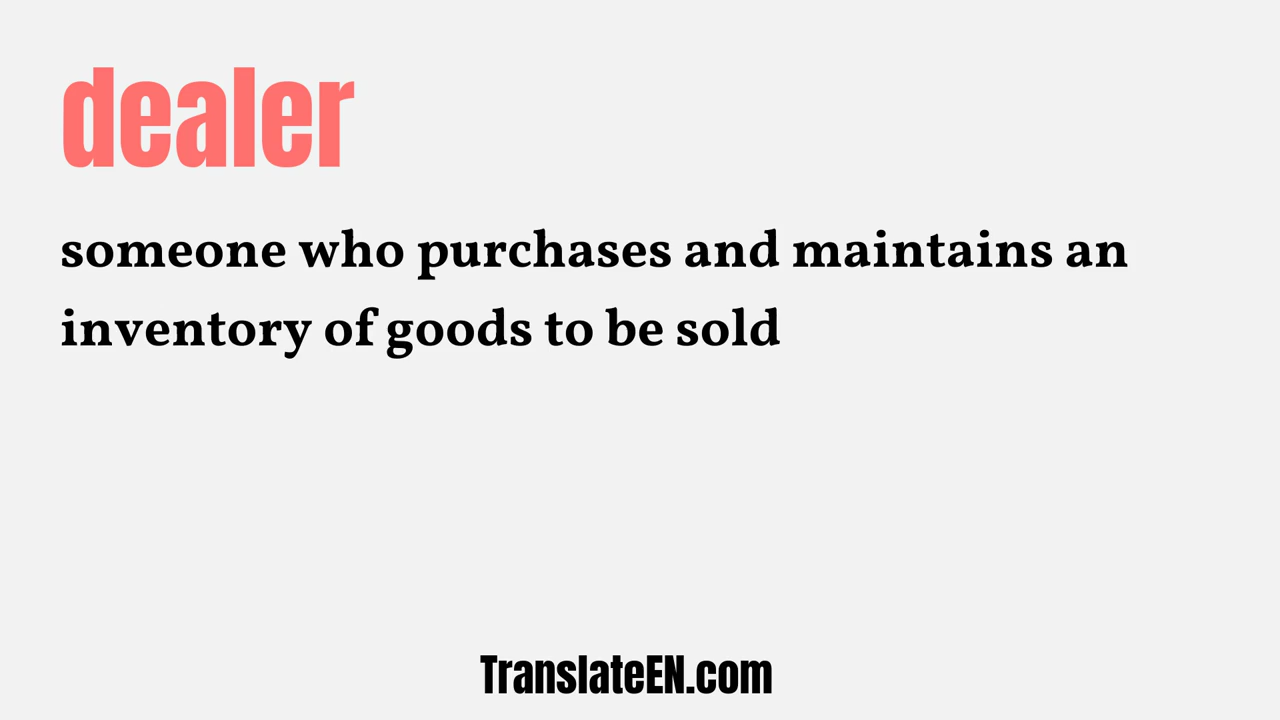 dealer
someone who purchases and maintains an
inventory of goods to be sold
TranslateEN.com